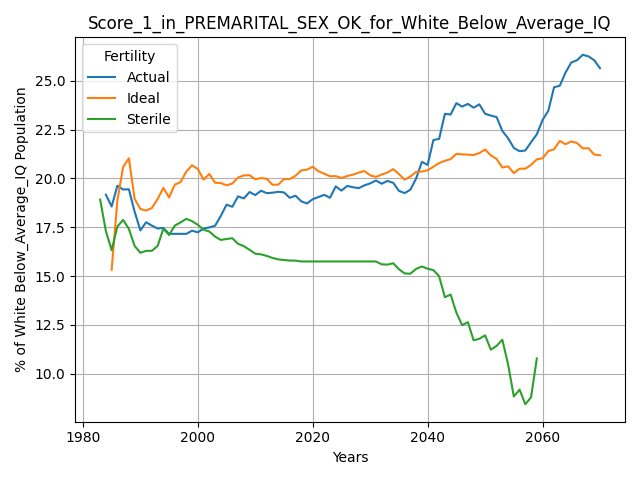 Score_1_in_PREMARITAL_SEX_OK_for_White_Below_Average_IQ
Fertility
Actual
Ideal
Sterile
% of White Below_Average_IQ Population
25.0
22.5
20.0
17.5
15.0
12.5
10.0
1980
2000
2020
2040
2060
Years